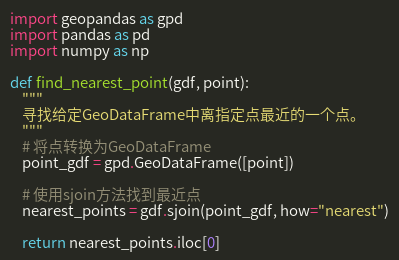 import geopandas as gpd
import pandas as pd
import numpy as np

def find_nearest_point(gdf, point):
    """
    寻找给定GeoDataFrame中离指定点最近的一个点。
    """
    # 将点转换为GeoDataFrame
    point_gdf = gpd.GeoDataFrame([point])

    # 使用sjoin方法找到最近点
    nearest_points = gdf.sjoin(point_gdf, how="nearest")

    return nearest_points.iloc[0]